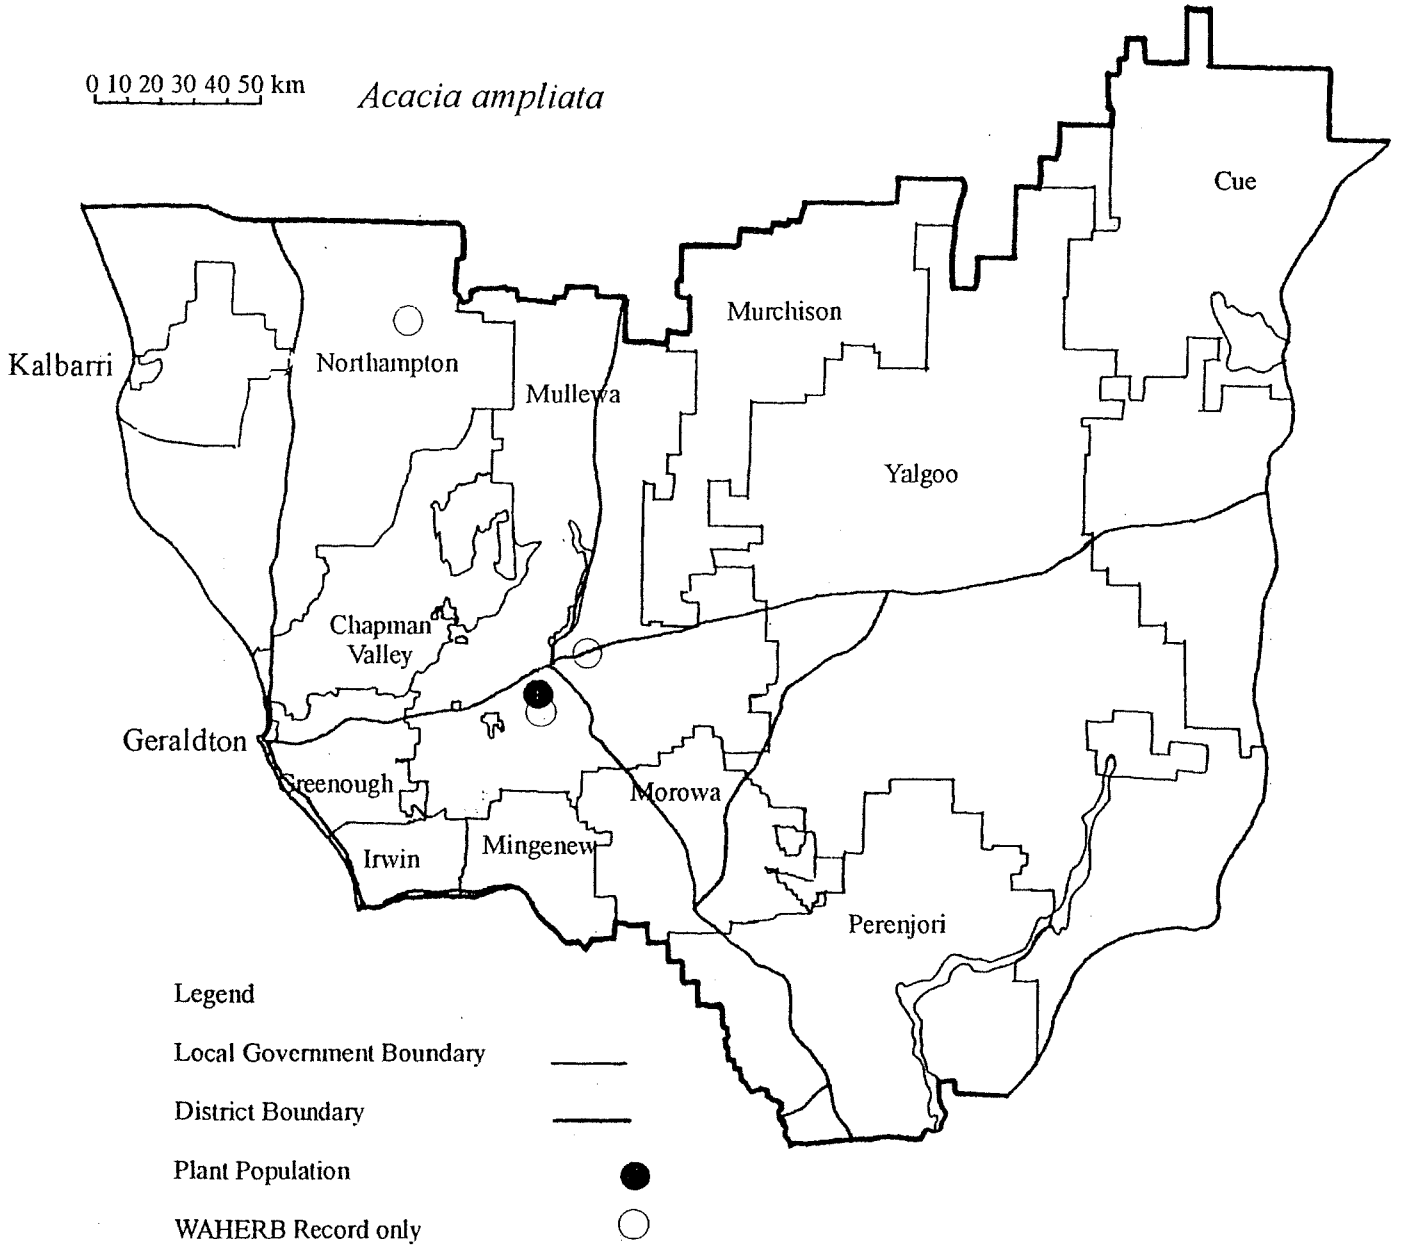 0 10 20 30 40 50 km
Acacia ampliata
Cue
Murchison
Kalbarri
Northampton
Mullewa
Yalgoo
Chapman
Valley
Geraldton
Greenough
Morowa
Irwin
Mingenew
Perenjori
Legend
Local Government Boundary
District Boundary
Plant Population
WAHERB Record only